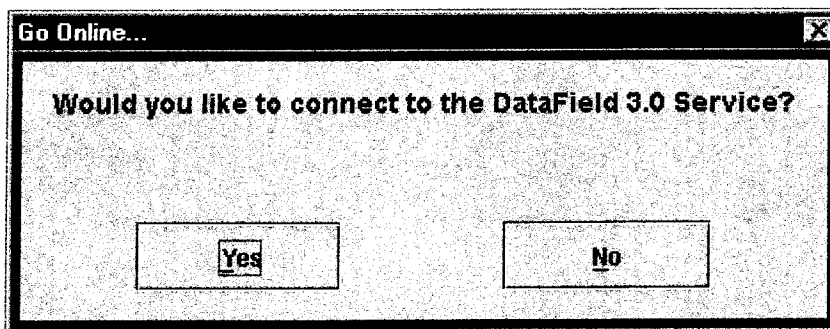 Go Online...
Would you like to connect to the DataField 3.0 Service?
Yes
No